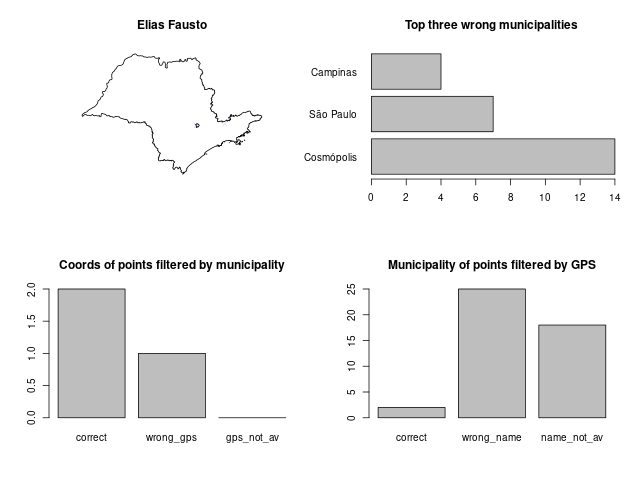 Elias Fausto
Top three wrong municipalities
Campinas
São Paulo
Cosmópolis
0 2 4 6 8 10 12 14
Coords of points filtered by municipality
2.0
1.5
1.0
0.5
0.0
correct wrong_gps gps_not_av
Municipality of points filtered by GPS
25
20
15
10
5
0
correct wrong_name name_not_av